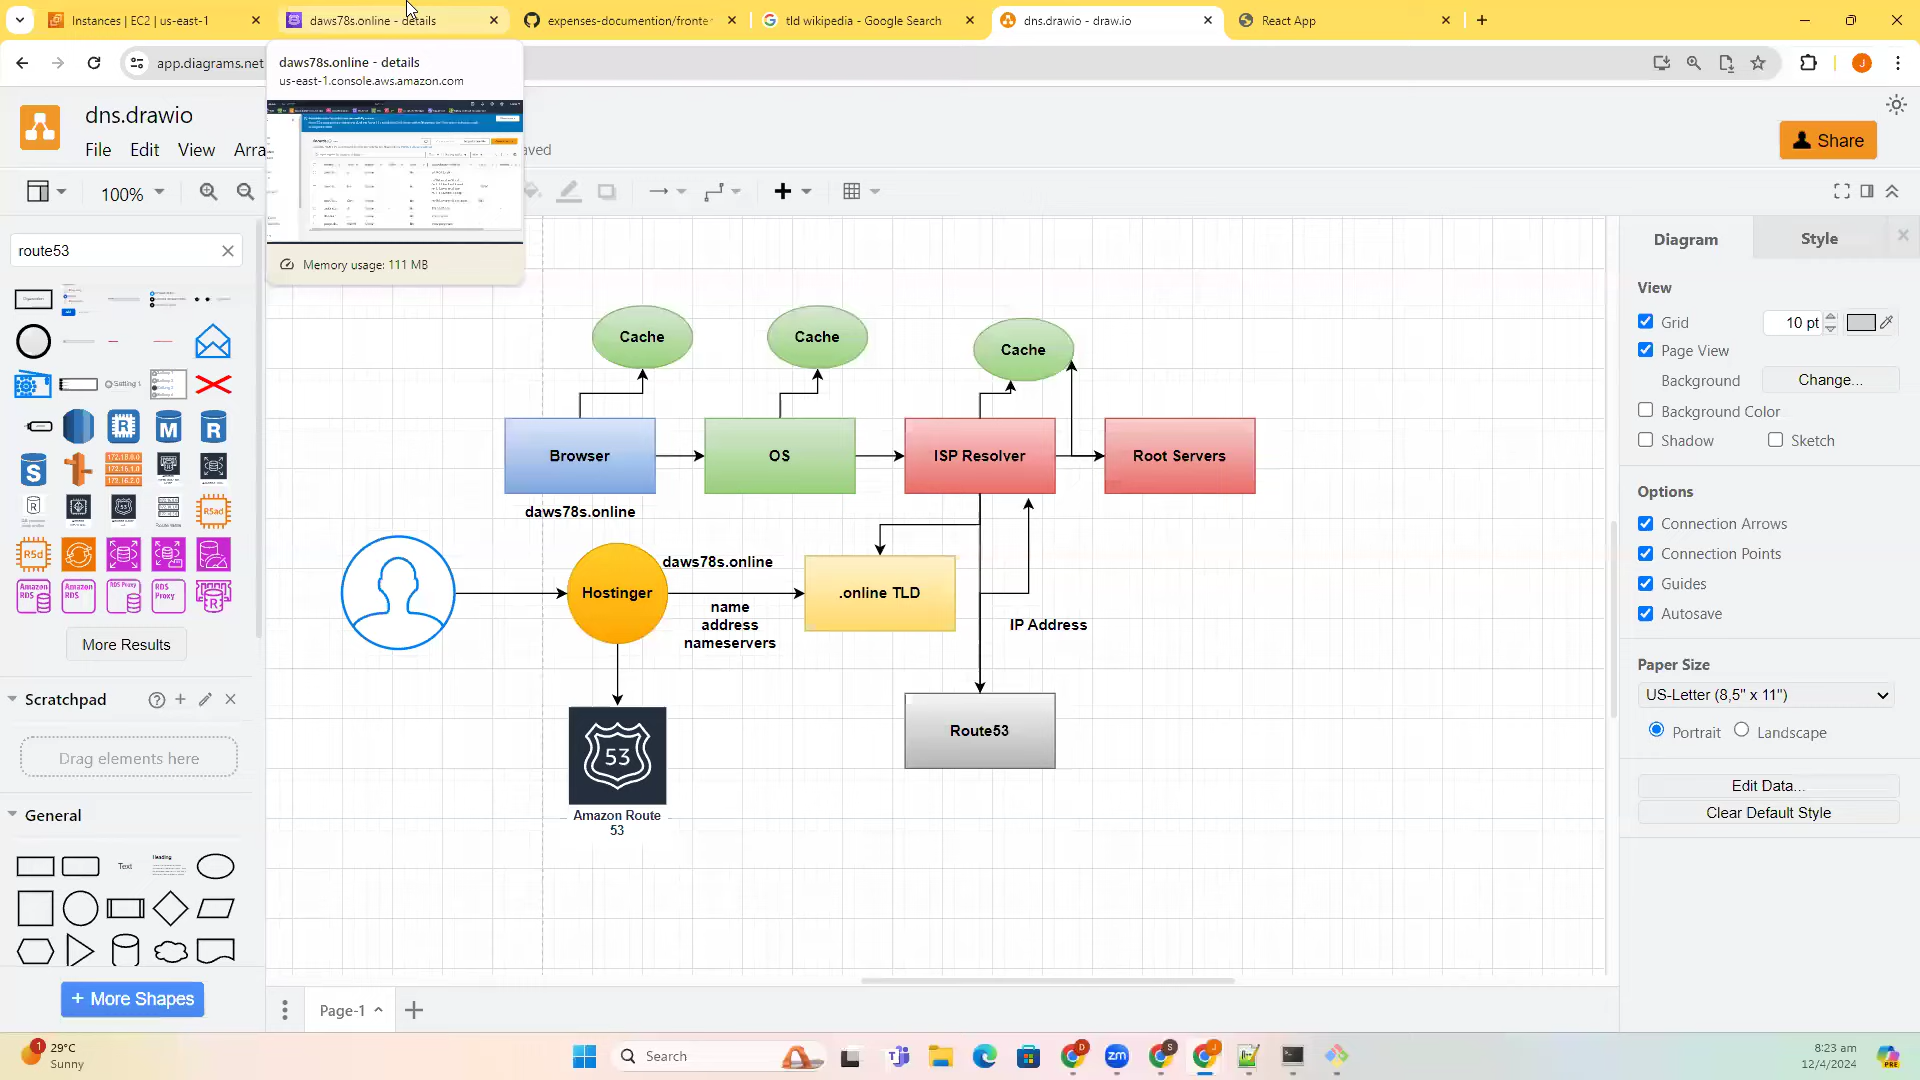 Instances | EC2 | us-east-1
daws78s.online - details
expenses-documention/fronte
tld wikipedia - Google Search
dns.drawio - draw.io
React App
app.diagrams.net
daws78s.online - details
us-east-1.console.aws.amazon.com
Memory usage: 111 MB
dns.drawio
File
Edit
View
Arra
aved
Share
100%
route53
More Results
Scratchpad
Drag elements here
General
Text
Heading
+ More Shapes
Cache
Cache
Cache
Browser
OS
ISP Resolver
Root Servers
daws78s.online
Hostinger
daws78s.online
name
address
nameservers
.online TLD
IP Address
53
Amazon Route
53
Route53
Page-1
Diagram
Style
View
Grid
10 pt
Page View
Background
Change...
Background Color
Shadow
Sketch
Options
Connection Arrows
Connection Points
Guides
Autosave
Paper Size
US-Letter (8,5" x 11")
Portrait
Landscape
Edit Data...
Clear Default Style
1
29°C
Sunny
Search
8:23 am
12/4/2024